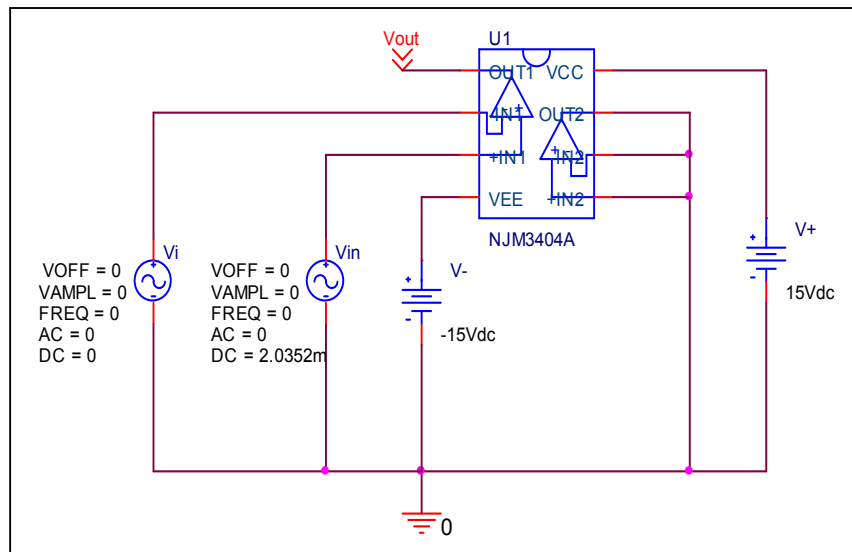 Vout
U1
OUT1
VCC
-IN1
OUT2
+IN1
-IN2
VEE
+IN2
NJM3404A
Vi
VOFF = 0
VAMPL = 0
FREQ = 0
AC = 0
DC = 0
Vin
VOFF = 0
VAMPL = 0
FREQ = 0
AC = 0
DC = 2.0352m
V-
-15Vdc
V+
15Vdc
0